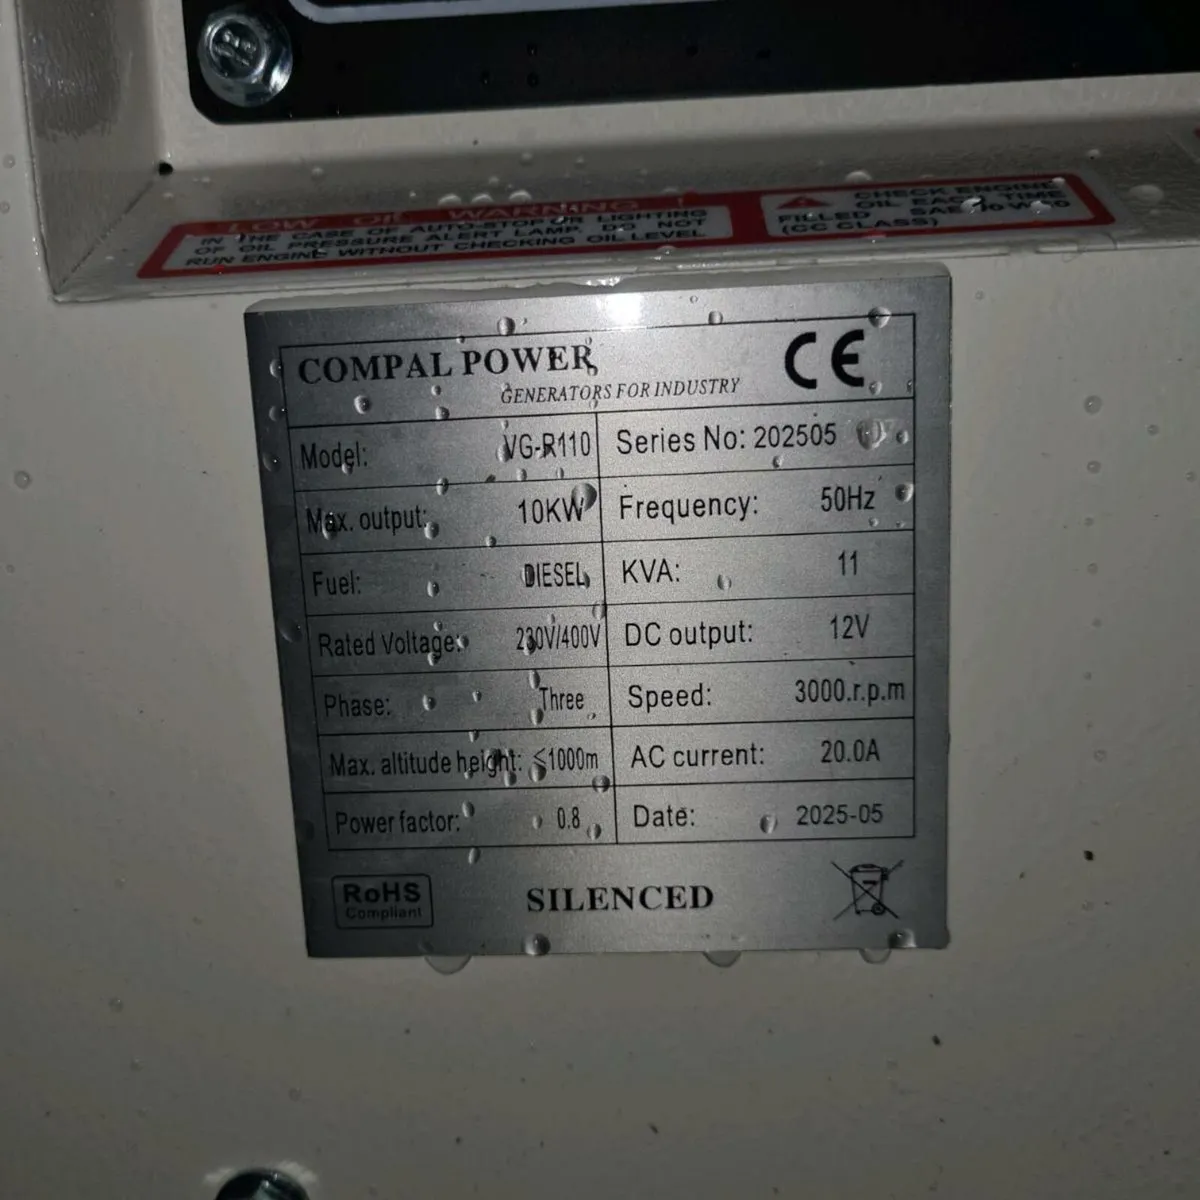 LOW OIL WARNING !
IN THE CASE OF AUTO-STOP OR LIGHTING
OF OIL PRESSURE ALERT LAMP. DO NOT
RUN ENGINE WITHOUT CHECKING OIL LEVEL
CHECK ENGINE
OIL EACH TIME
FILLED SAE
(CC CLASS)
COMPAL POWER
GENERATORS FOR INDUSTRY
CE
Model: VG-R110
Series No: 202505
Max. output: 10KW
Frequency: 50Hz
Fuel: DIESEL
KVA: 11
Rated Voltage: 230V/400V
DC output: 12V
Phase: Three
Speed: 3000.r.p.m
Max. altitude height: ≤1000m
AC current: 20.0A
Power factor: 0.8
Date: 2025-05
RoHS
Compliant
SILENCED